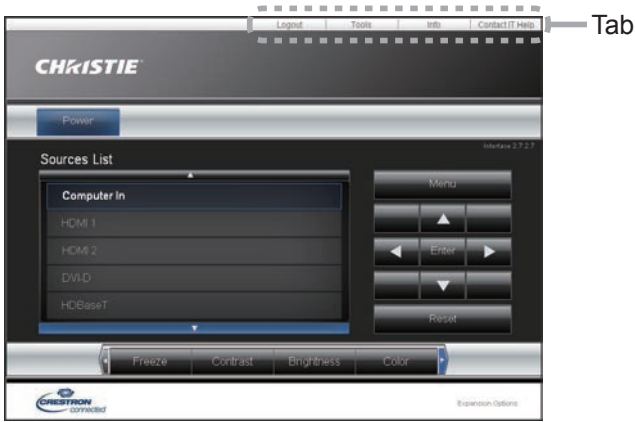 Logout Tools Info Contact IT Help
Tab
CHRISTIE
Power
Interface 2.7.2.7
Sources List
Computer In
HDMI 1
HDMI 2
DVI-D
HDBaseT
Menu
Enter
Reset
Freeze Contrast Brightness Color
CRESTRON
connected
Expansion Options